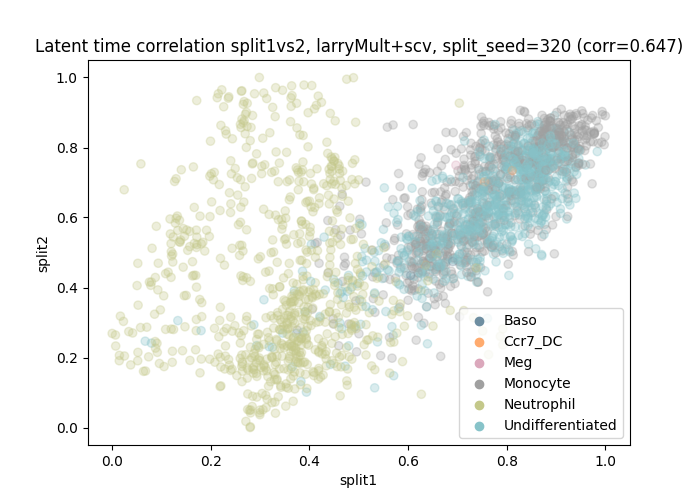 Latent time correlation split1vs2, larryMult+scv, split_seed=320 (corr=0.647)
1.0
0.8
0.6
0.4
0.2
0.0
split2
Baso
Ccr7_DC
Meg
Monocyte
Neutrophil
Undifferentiated
0.0 0.2 0.4 0.6 0.8 1.0
split1